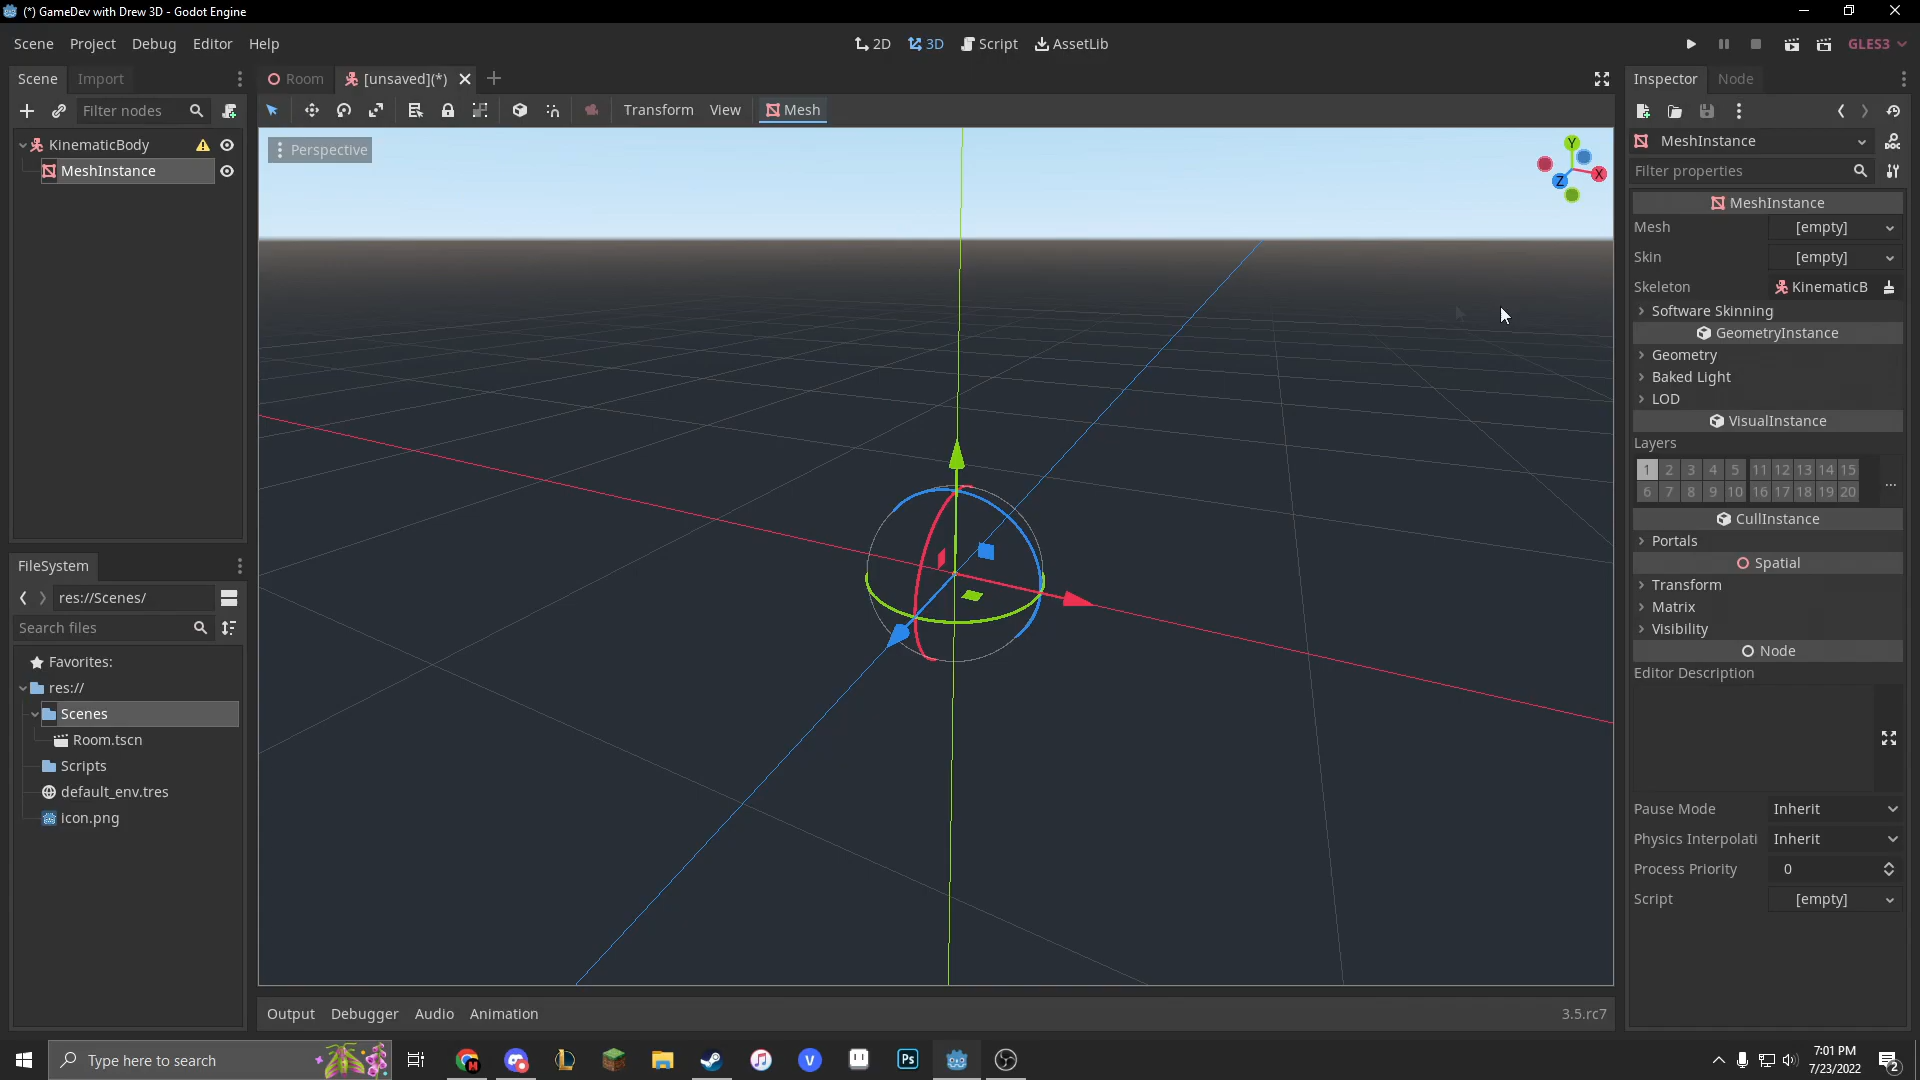 (*) GameDev with Drew 3D - Godot Engine
Scene Project Debug Editor Help
2D 3D Script AssetLib
GLES3
Scene Import
Room [unsaved](*)
Inspector Node
Filter nodes
Transform View Mesh
KinematicBody
MeshInstance
Perspective
Y
X
Z
MeshInstance
Filter properties
MeshInstance
Mesh [empty]
Skin [empty]
Skeleton KinematicB
Software Skinning
GeometryInstance
Geometry
Baked Light
LOD
VisualInstance
Layers
1 2 3 4 5 11 12 13 14 15
6 7 8 9 10 16 17 18 19 20
...
CullInstance
Portals
Spatial
Transform
Matrix
Visibility
Node
Editor Description
Pause Mode Inherit
Physics Interpolati Inherit
Process Priority 0
Script [empty]
FileSystem
res://Scenes/
Search files
Favorites:
res://
Scenes
Room.tscn
Scripts
default_env.tres
icon.png
Output Debugger Audio Animation
3.5.rc7
Type here to search
M
V
Ps
7:01 PM
7/23/2022
2